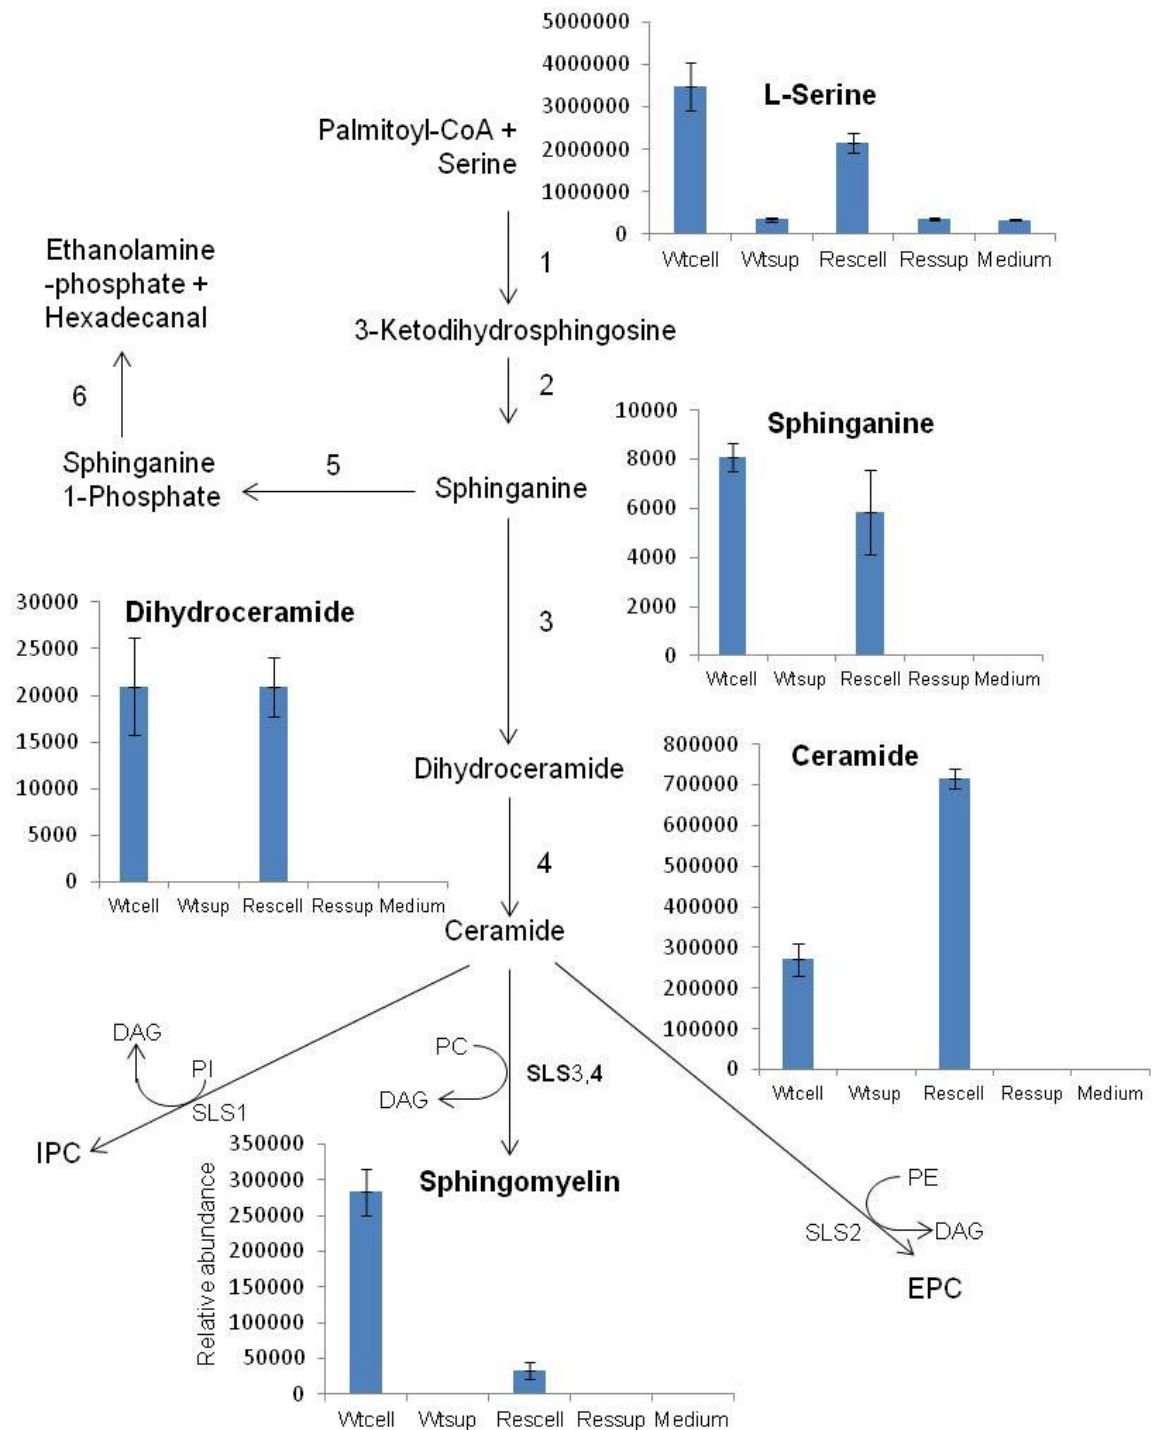 5000000
4000000
3000000
2000000
1000000
0
L-Serine
Wtcell Wtsup Rescell Ressup Medium
Palmitoyl-CoA +
Serine
1
3-Ketodihydrosphingosine
2
Ethanolamine
-phosphate +
Hexadecanal
6
Sphinganine
1-Phosphate
5
Sphinganine
10000
8000
6000
4000
2000
0
Sphinganine
Wtcell Wtsup Rescell Ressup Medium
3
30000
25000
20000
15000
10000
5000
0
Dihydroceramide
Wtcell Wtsup Rescell Ressup Medium
Dihydroceramide
4
Ceramide
800000
700000
600000
500000
400000
300000
200000
100000
0
Ceramide
Wtcell Wtsup Rescell Ressup Medium
DAG
PI
SLS1
IPC
PC
DAG
SLS3,4
PE
SLS2
DAG
EPC
Relative abundance
350000
300000
250000
200000
150000
100000
50000
0
Sphingomyelin
Wtcell Wtsup Rescell Ressup Medium